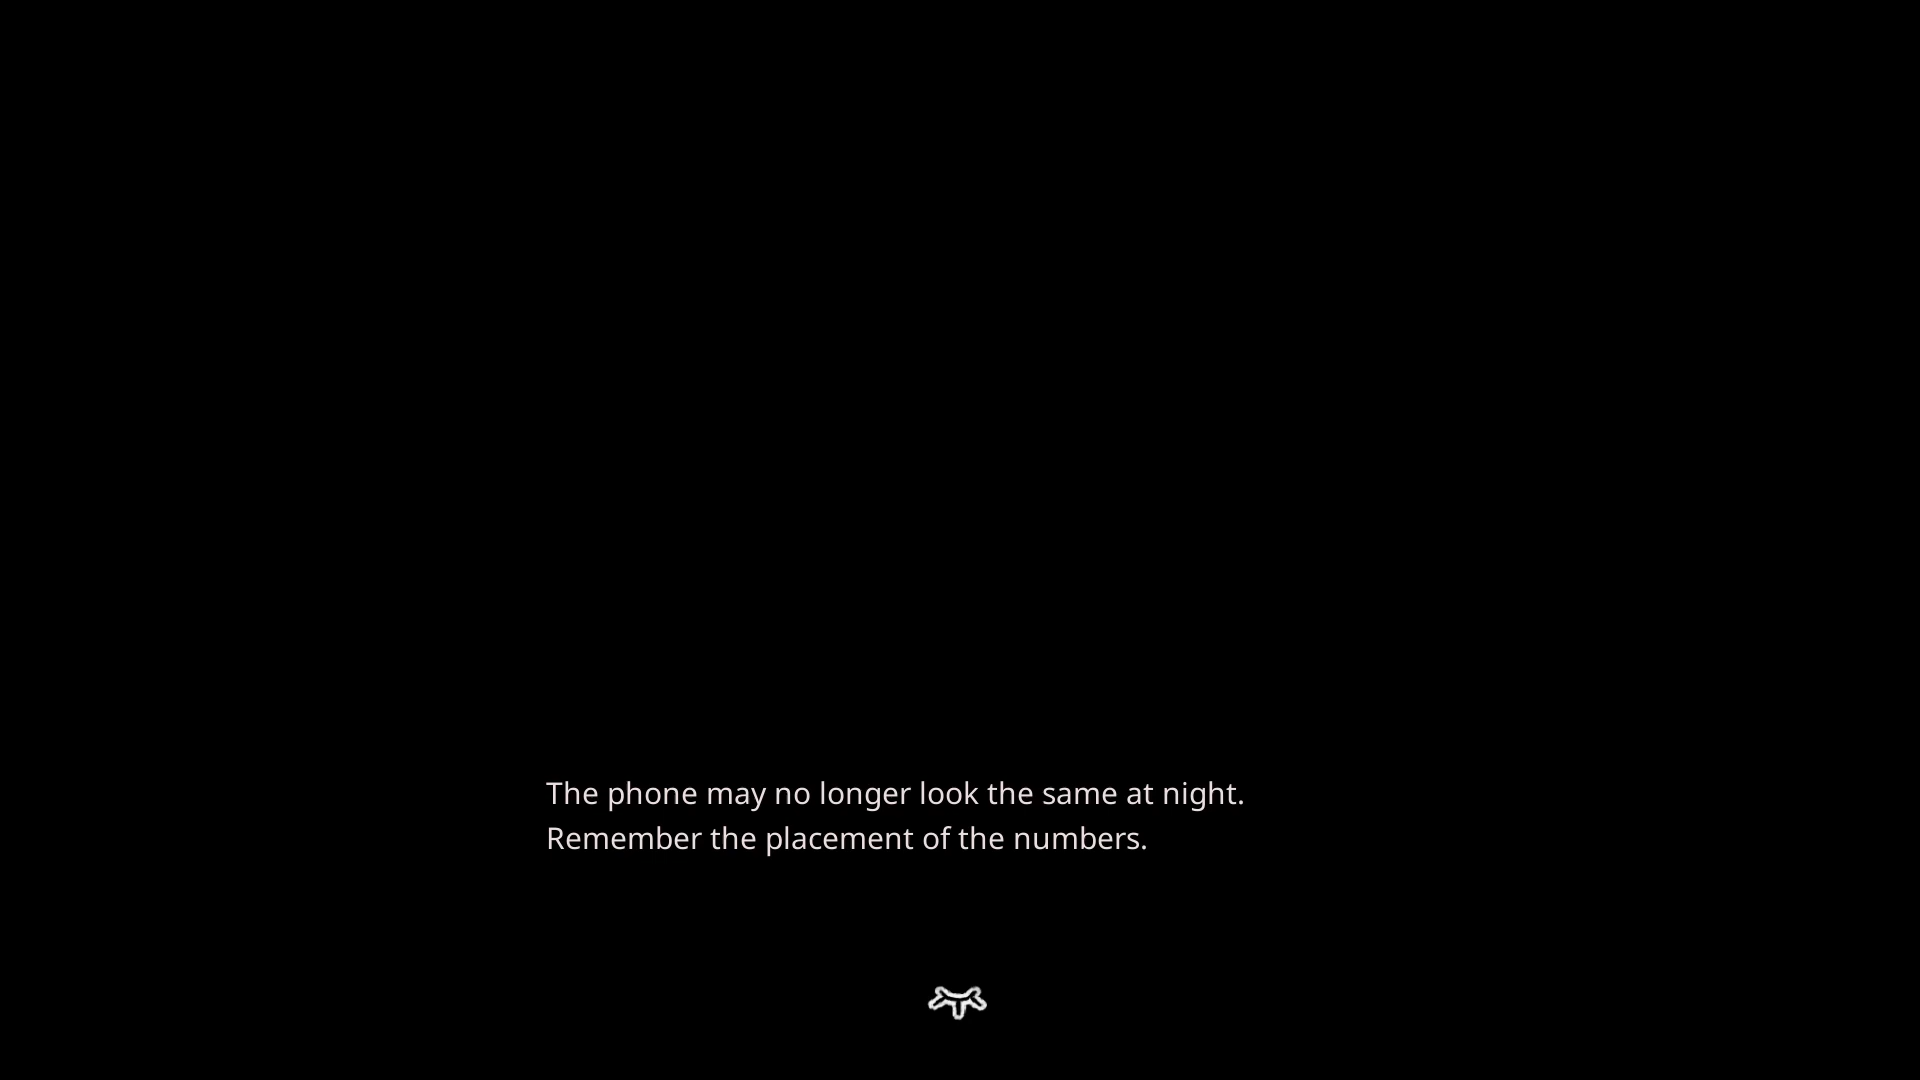 The phone may no longer look the same at night.
Remember the placement of the numbers.